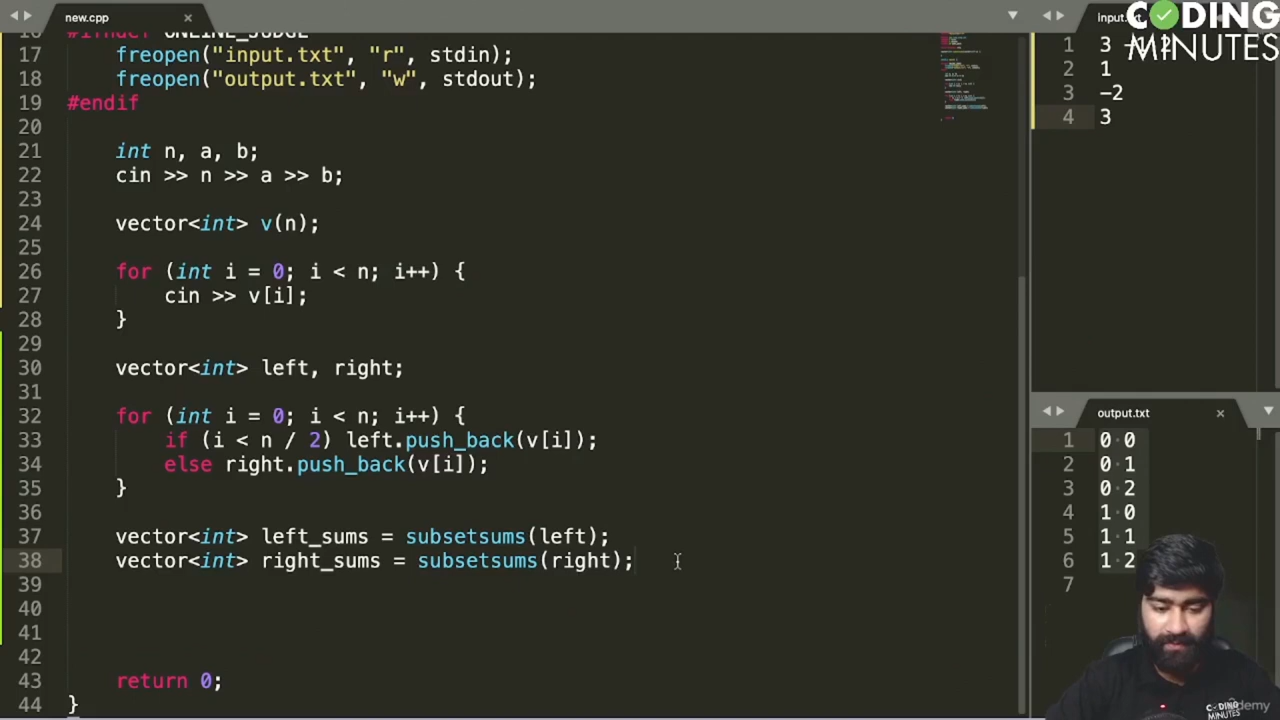 new.cpp
17 freopen("input.txt", "r", stdin);
18 freopen("output.txt", "w", stdout);
19 #endif
20
21 int n, a, b;
22 cin >> n >> a >> b;
23
24 vector<int> v(n);
25
26 for (int i = 0; i < n; i++) {
27 cin >> v[i];
28 }
29
30 vector<int> left, right;
31
32 for (int i = 0; i < n; i++) {
33 if (i < n / 2) left.push_back(v[i]);
34 else right.push_back(v[i]);
35 }
36
37 vector<int> left_sums = subsetsums(left);
38 vector<int> right_sums = subsetsums(right);
39
40
41
42
43 return 0;
44 }
CODING
MINUTES
1 3
2 1
3 −2
4 3
output.txt
1 0 0
2 0 1
3 0 2
4 1 0
5 1 1
6 1 2
7
CODING
MINUTES